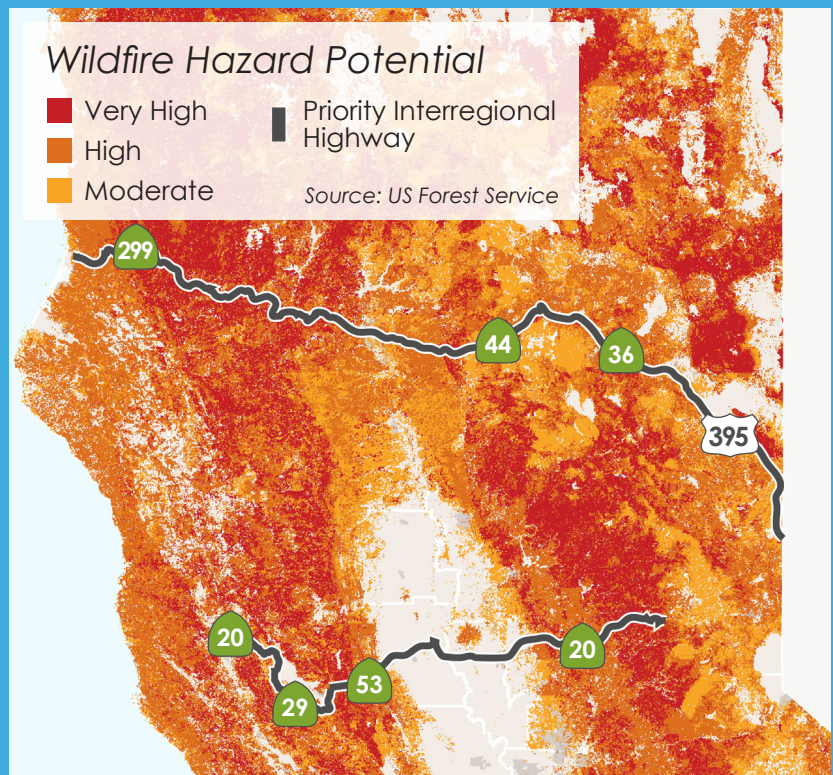 Wildfire Hazard Potential
Very High
High
Moderate
Priority Interregional
Highway
Source: US Forest Service
299
44
36
395
20
29
53
20